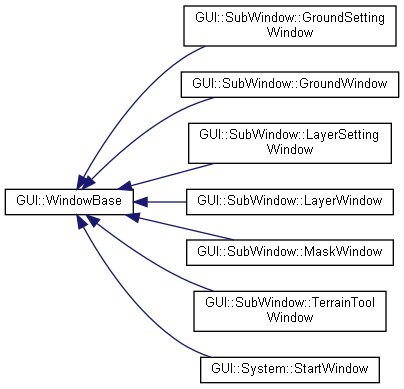 GUI::SubWindow::GroundSetting
Window
GUI::SubWindow::GroundWindow
GUI::SubWindow::LayerSetting
Window
GUI::WindowBase
GUI::SubWindow::LayerWindow
GUI::SubWindow::MaskWindow
GUI::SubWindow::TerrainTool
Window
GUI::System::StartWindow